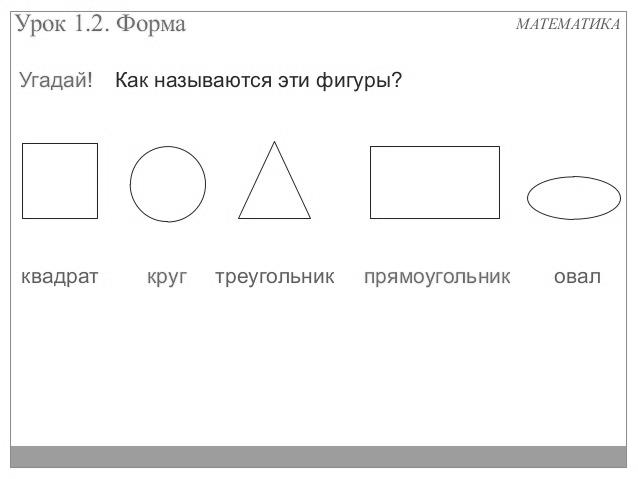 Урок 1.2. Форма
МАТЕМАТИКА
Угадай! Как называются эти фигуры?
квадрат круг треугольник прямоугольник овал